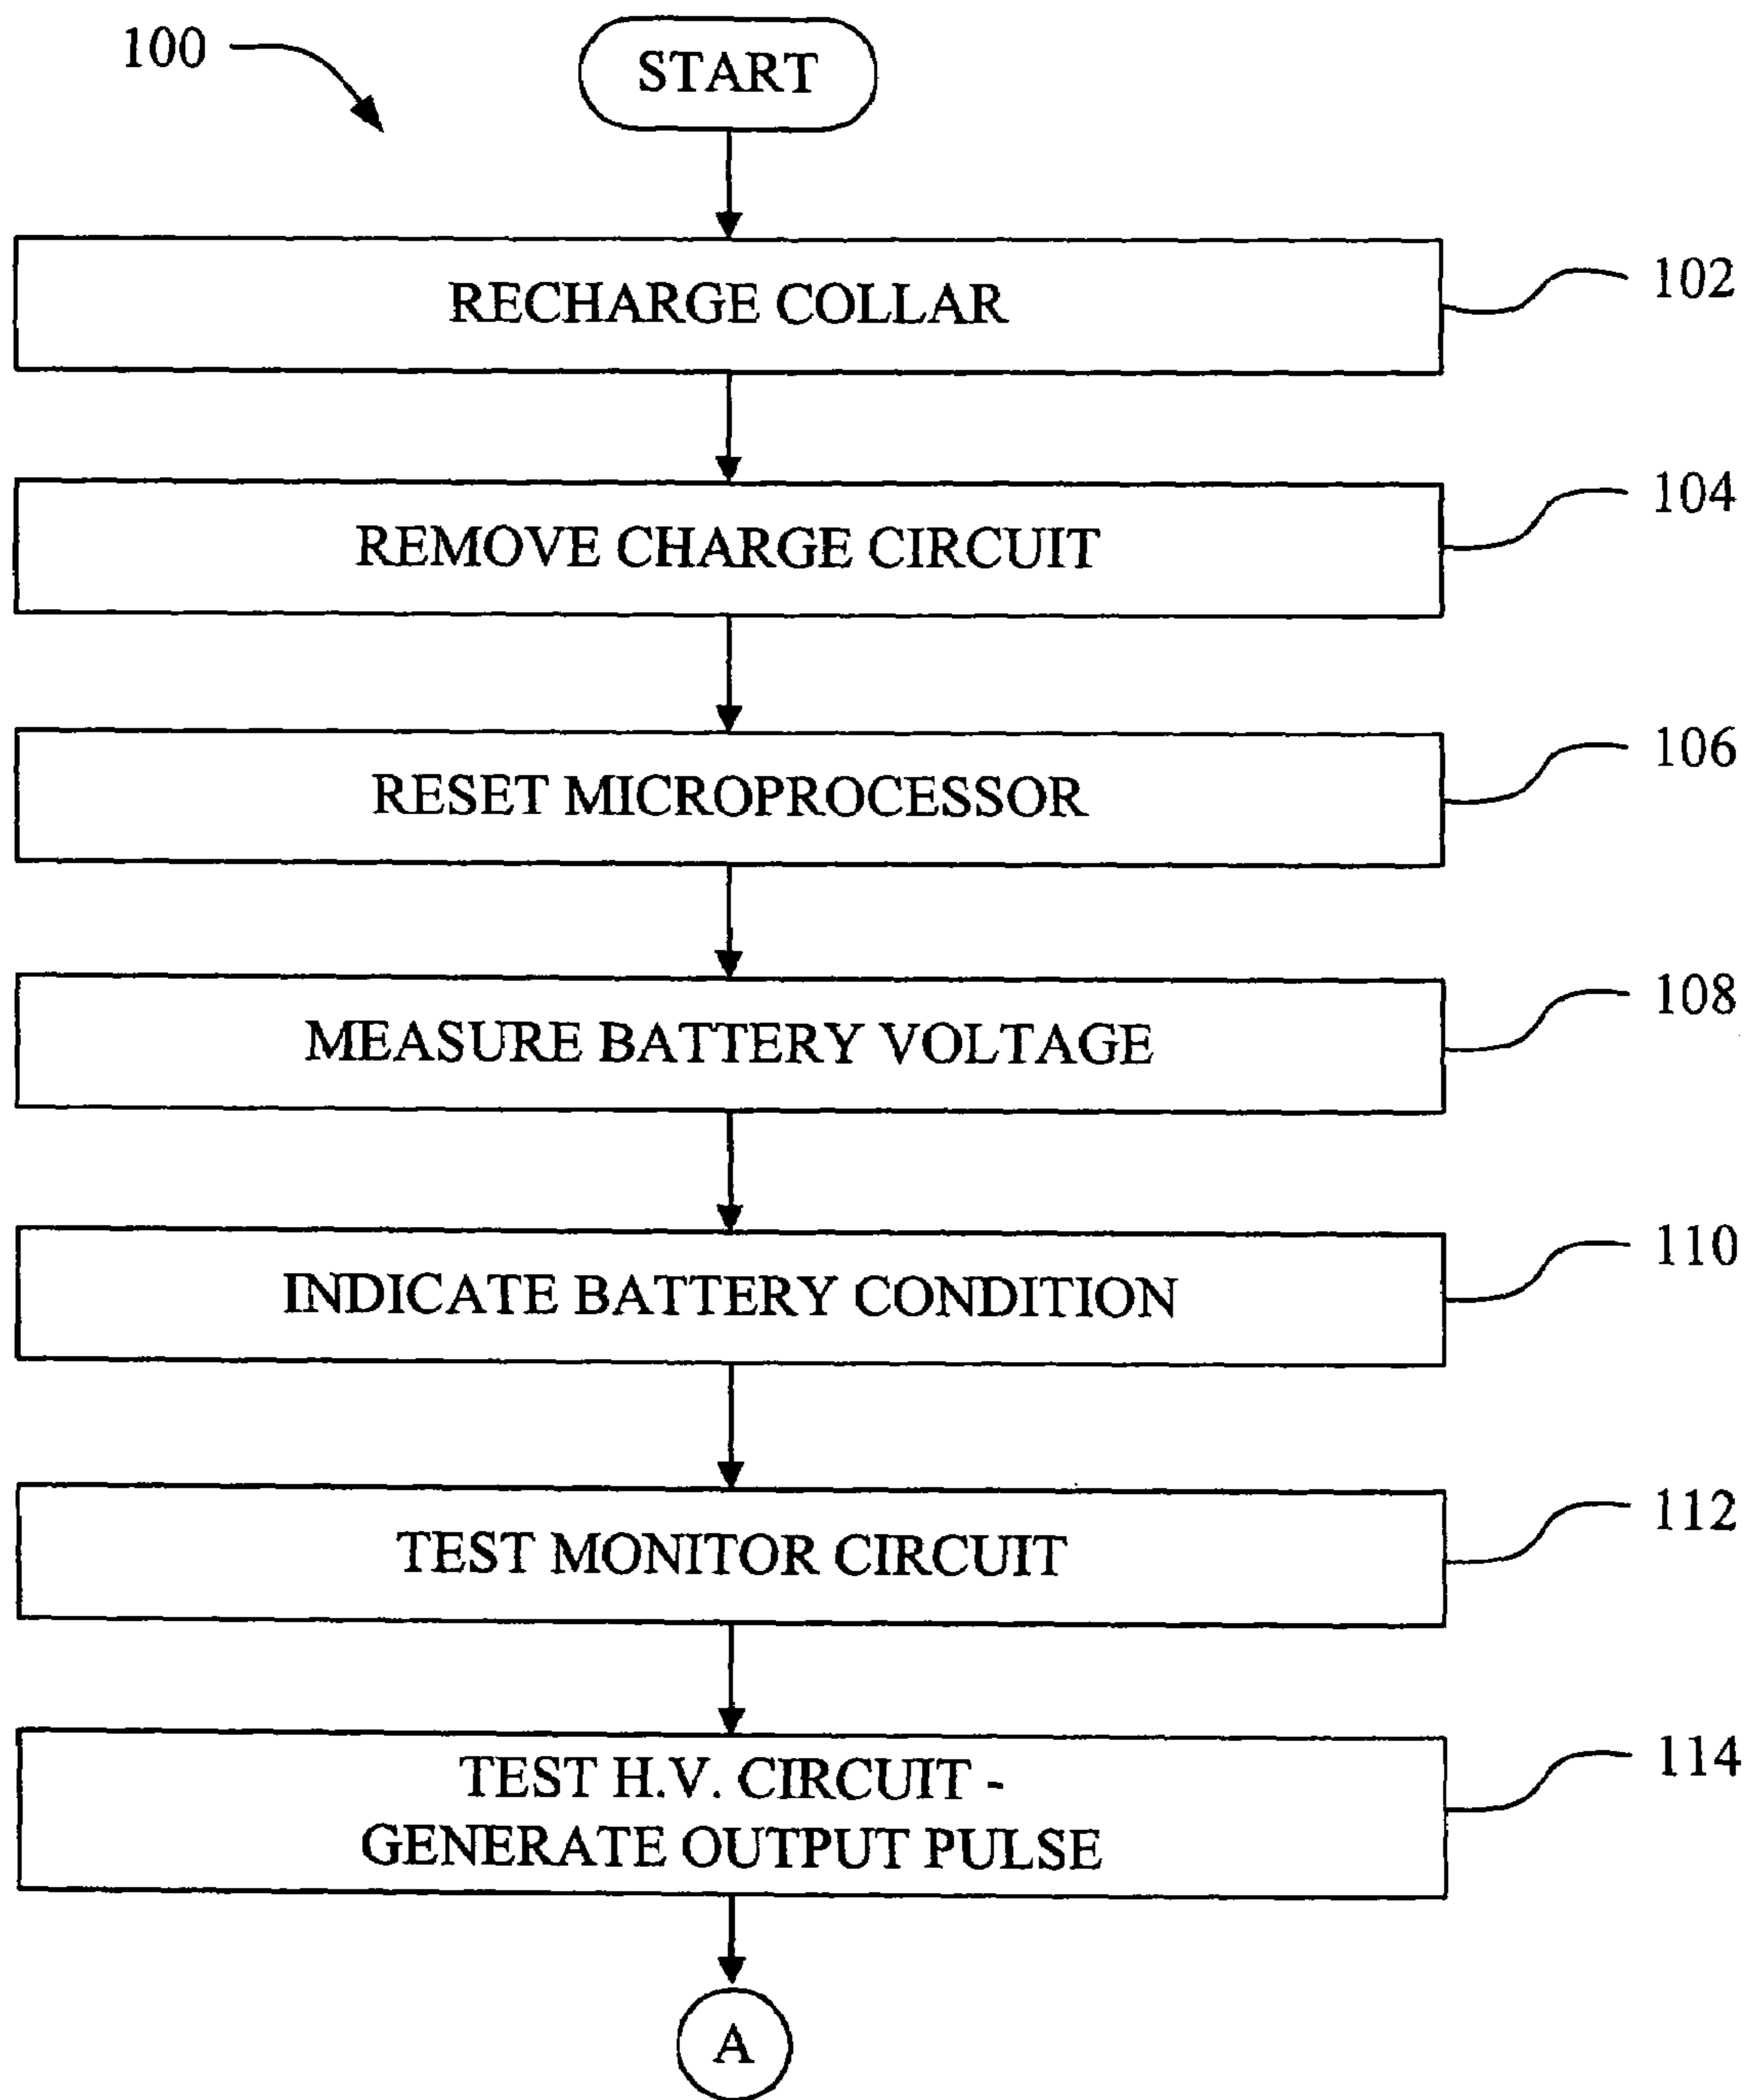 100
START
RECHARGE COLLAR
102
REMOVE CHARGE CIRCUIT
104
RESET MICROPROCESSOR
106
MEASURE BATTERY VOLTAGE
108
INDICATE BATTERY CONDITION
110
TEST MONITOR CIRCUIT
112
TEST H.V. CIRCUIT -
GENERATE OUTPUT PULSE
114
A